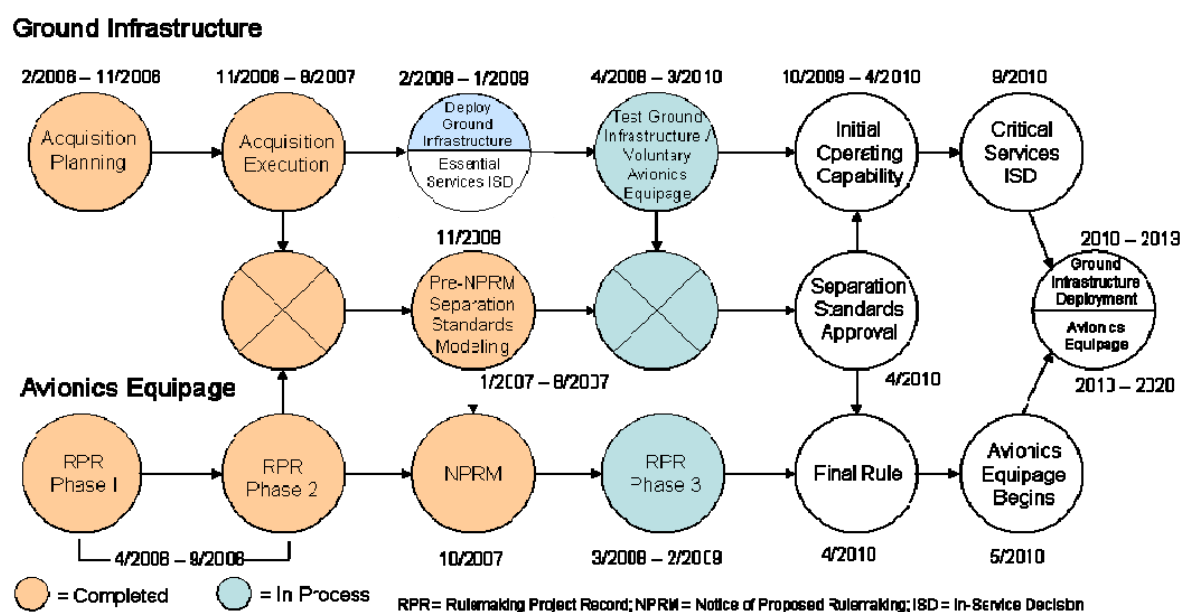 Ground Infrastructure
2/2006 – 11/2006
11/2006 – 8/2007
2/2008 – 1/2009
4/2008 – 3/2010
10/2009 – 4/2010
9/2010
Acquisition
Planning
Acquisition
Execution
Deploy
Ground
Infrastructure
Essential
Services ISD
Test Ground
Infrastructure /
Voluntary
Avionics
Equipage
Initial
Operating
Capability
Critical
Services
ISD
11/2008
Pre-NPRM
Separation
Standards
Modeling
1/2007 – 8/2007
Separation
Standards
Approval
4/2010
2010 – 2013
Ground
Infrastructure
Deployment
Avionics
Equipage
2010 – 2020
Avionics Equipage
RPR
Phase I
RPR
Phase 2
NPRM
RPR
Phase 3
Final Rule
Avionics
Equipage
Begins
4/2006 – 9/2006
10/2007
3/2008 – 2/2009
4/2010
5/2010
= Completed
= In Process
RPR = Rulemaking Project Record; NPRM = Notice of Proposed Rulemaking; ISD = In-Service Decision